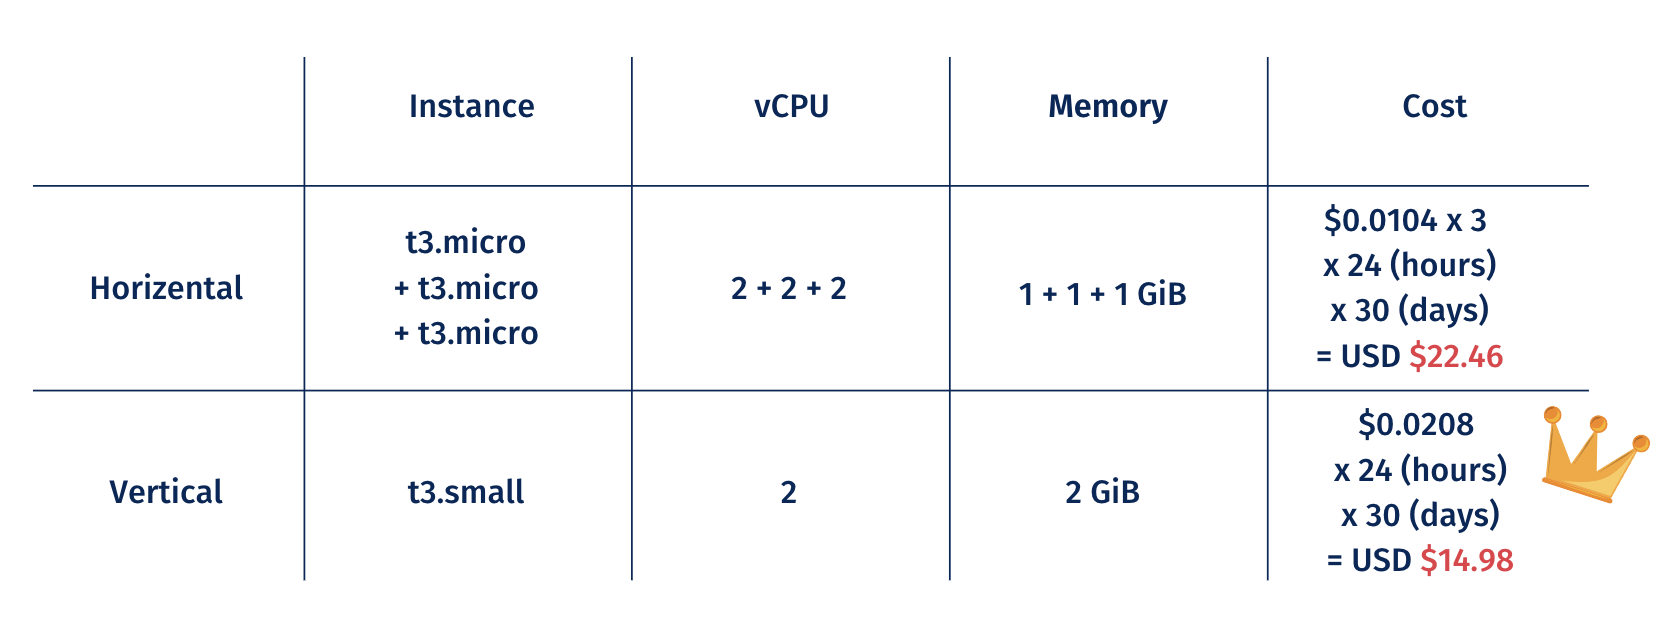 Instance vCPU Memory Cost
Horizental
t3.micro
+ t3.micro
+ t3.micro
2 + 2 + 2
1 + 1 + 1 GiB
$0.0104 x 3
x 24 (hours)
x 30 (days)
= USD $22.46
Vertical
t3.small
2
2 GiB
$0.0208
x 24 (hours)
x 30 (days)
= USD $14.98